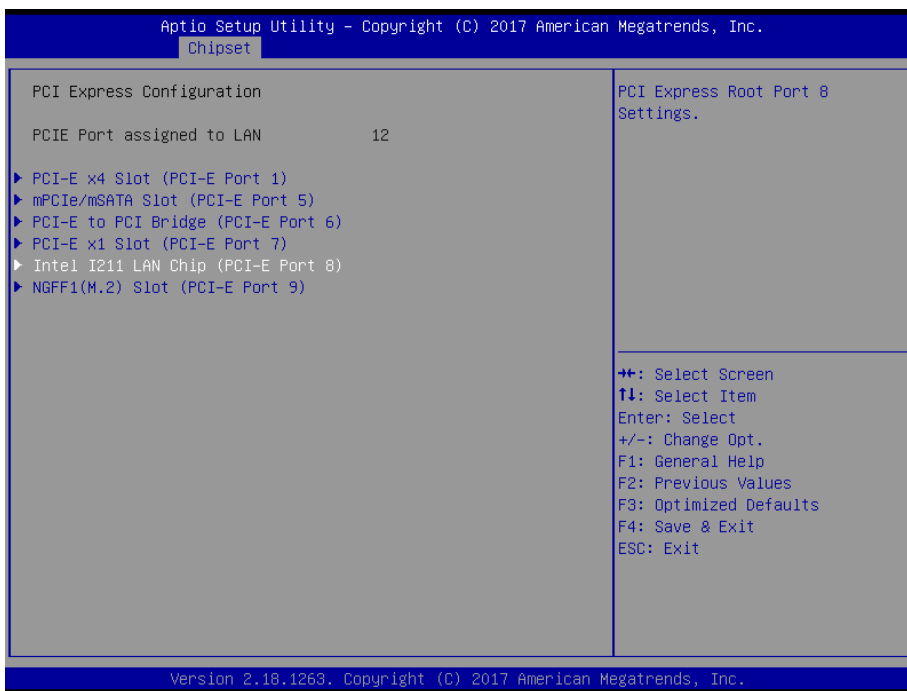 Aptio Setup Utility – Copyright (C) 2017 American Megatrends, Inc.
Chipset
PCI Express Configuration
PCIE Port assigned to LAN 12
PCI-E x4 Slot (PCI-E Port 1)
mPCIe/mSATA Slot (PCI-E Port 5)
PCI-E to PCI Bridge (PCI-E Port 6)
PCI-E x1 Slot (PCI-E Port 7)
Intel I211 LAN Chip (PCI-E Port 8)
NGFF1(M.2) Slot (PCI-E Port 9)
PCI Express Root Port 8
Settings.
→←: Select Screen
↑↓: Select Item
Enter: Select
+/-: Change Opt.
F1: General Help
F2: Previous Values
F3: Optimized Defaults
F4: Save & Exit
ESC: Exit
Version 2.18.1263. Copyright (C) 2017 American Megatrends, Inc.